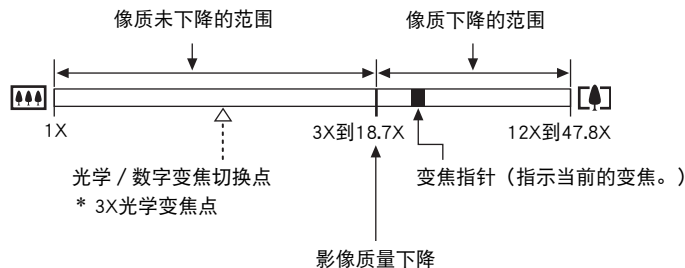 像质未下降的范围
像质下降的范围
1X
3X到18.7X
12X到47.8X
光学 / 数字变焦切换点
* 3X光学变焦点
变焦指针（指示当前的变焦。）
影像质量下降